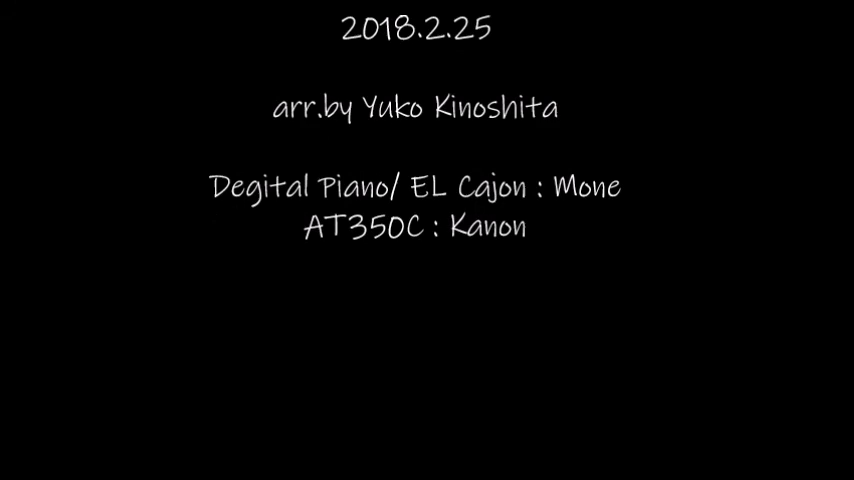 2018.2.25
arr.by Yuko Kinoshita
Degital Piano/ EL Cajon : Mone
AT350C : Kanon